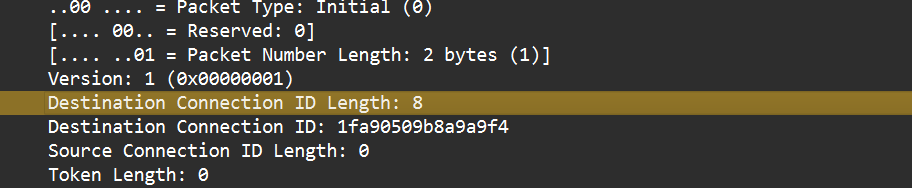 ..00 .... = Packet Type: Initial (0)
[.... 00.. = Reserved: 0]
[.... ..01 = Packet Number Length: 2 bytes (1)]
Version: 1 (0x00000001)
Destination Connection ID Length: 8
Destination Connection ID: 1fa90509b8a9a9f4
Source Connection ID Length: 0
Token Length: 0